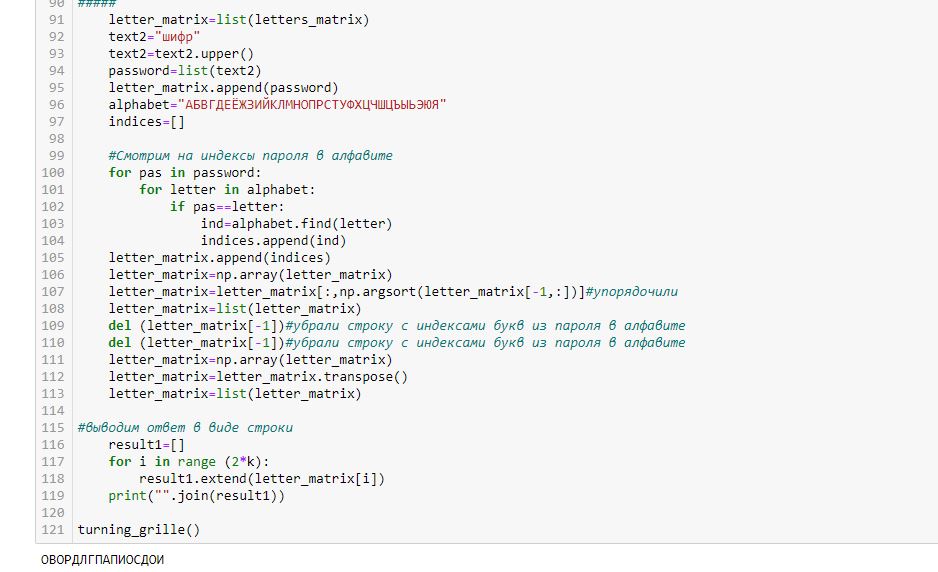 90 #####
91 letter_matrix=list(letters_matrix)
92 text2="шифр"
93 text2=text2.upper()
94 password=list(text2)
95 letter_matrix.append(password)
96 alphabet="АБВГДЕЁЖЗИЙКЛМНОПРСТУФХЦЧШЩЪЫЬЭЮЯ"
97 indices=[]
98
99 #Смотрим на индексы пароля в алфавите
100 for pas in password:
101 for letter in alphabet:
102 if pas==letter:
103 ind=alphabet.find(letter)
104 indices.append(ind)
105 letter_matrix.append(indices)
106 letter_matrix=np.array(letter_matrix)
107 letter_matrix=letter_matrix[:,np.argsort(letter_matrix[-1,:])]#упорядочили
108 letter_matrix=list(letter_matrix)
109 del (letter_matrix[-1])#убрали строку с индексами букв из пароля в алфавите
110 del (letter_matrix[-1])#убрали строку с индексами букв из пароля в алфавите
111 letter_matrix=np.array(letter_matrix)
112 letter_matrix=letter_matrix.transpose()
113 letter_matrix=list(letter_matrix)
114
115 #выводим ответ в виде строки
116 result1=[]
117 for i in range (2*k):
118 result1.extend(letter_matrix[i])
119 print("".join(result1))
120
121 turning_grille()
ОВОРДЛГПАПИОСДОИ